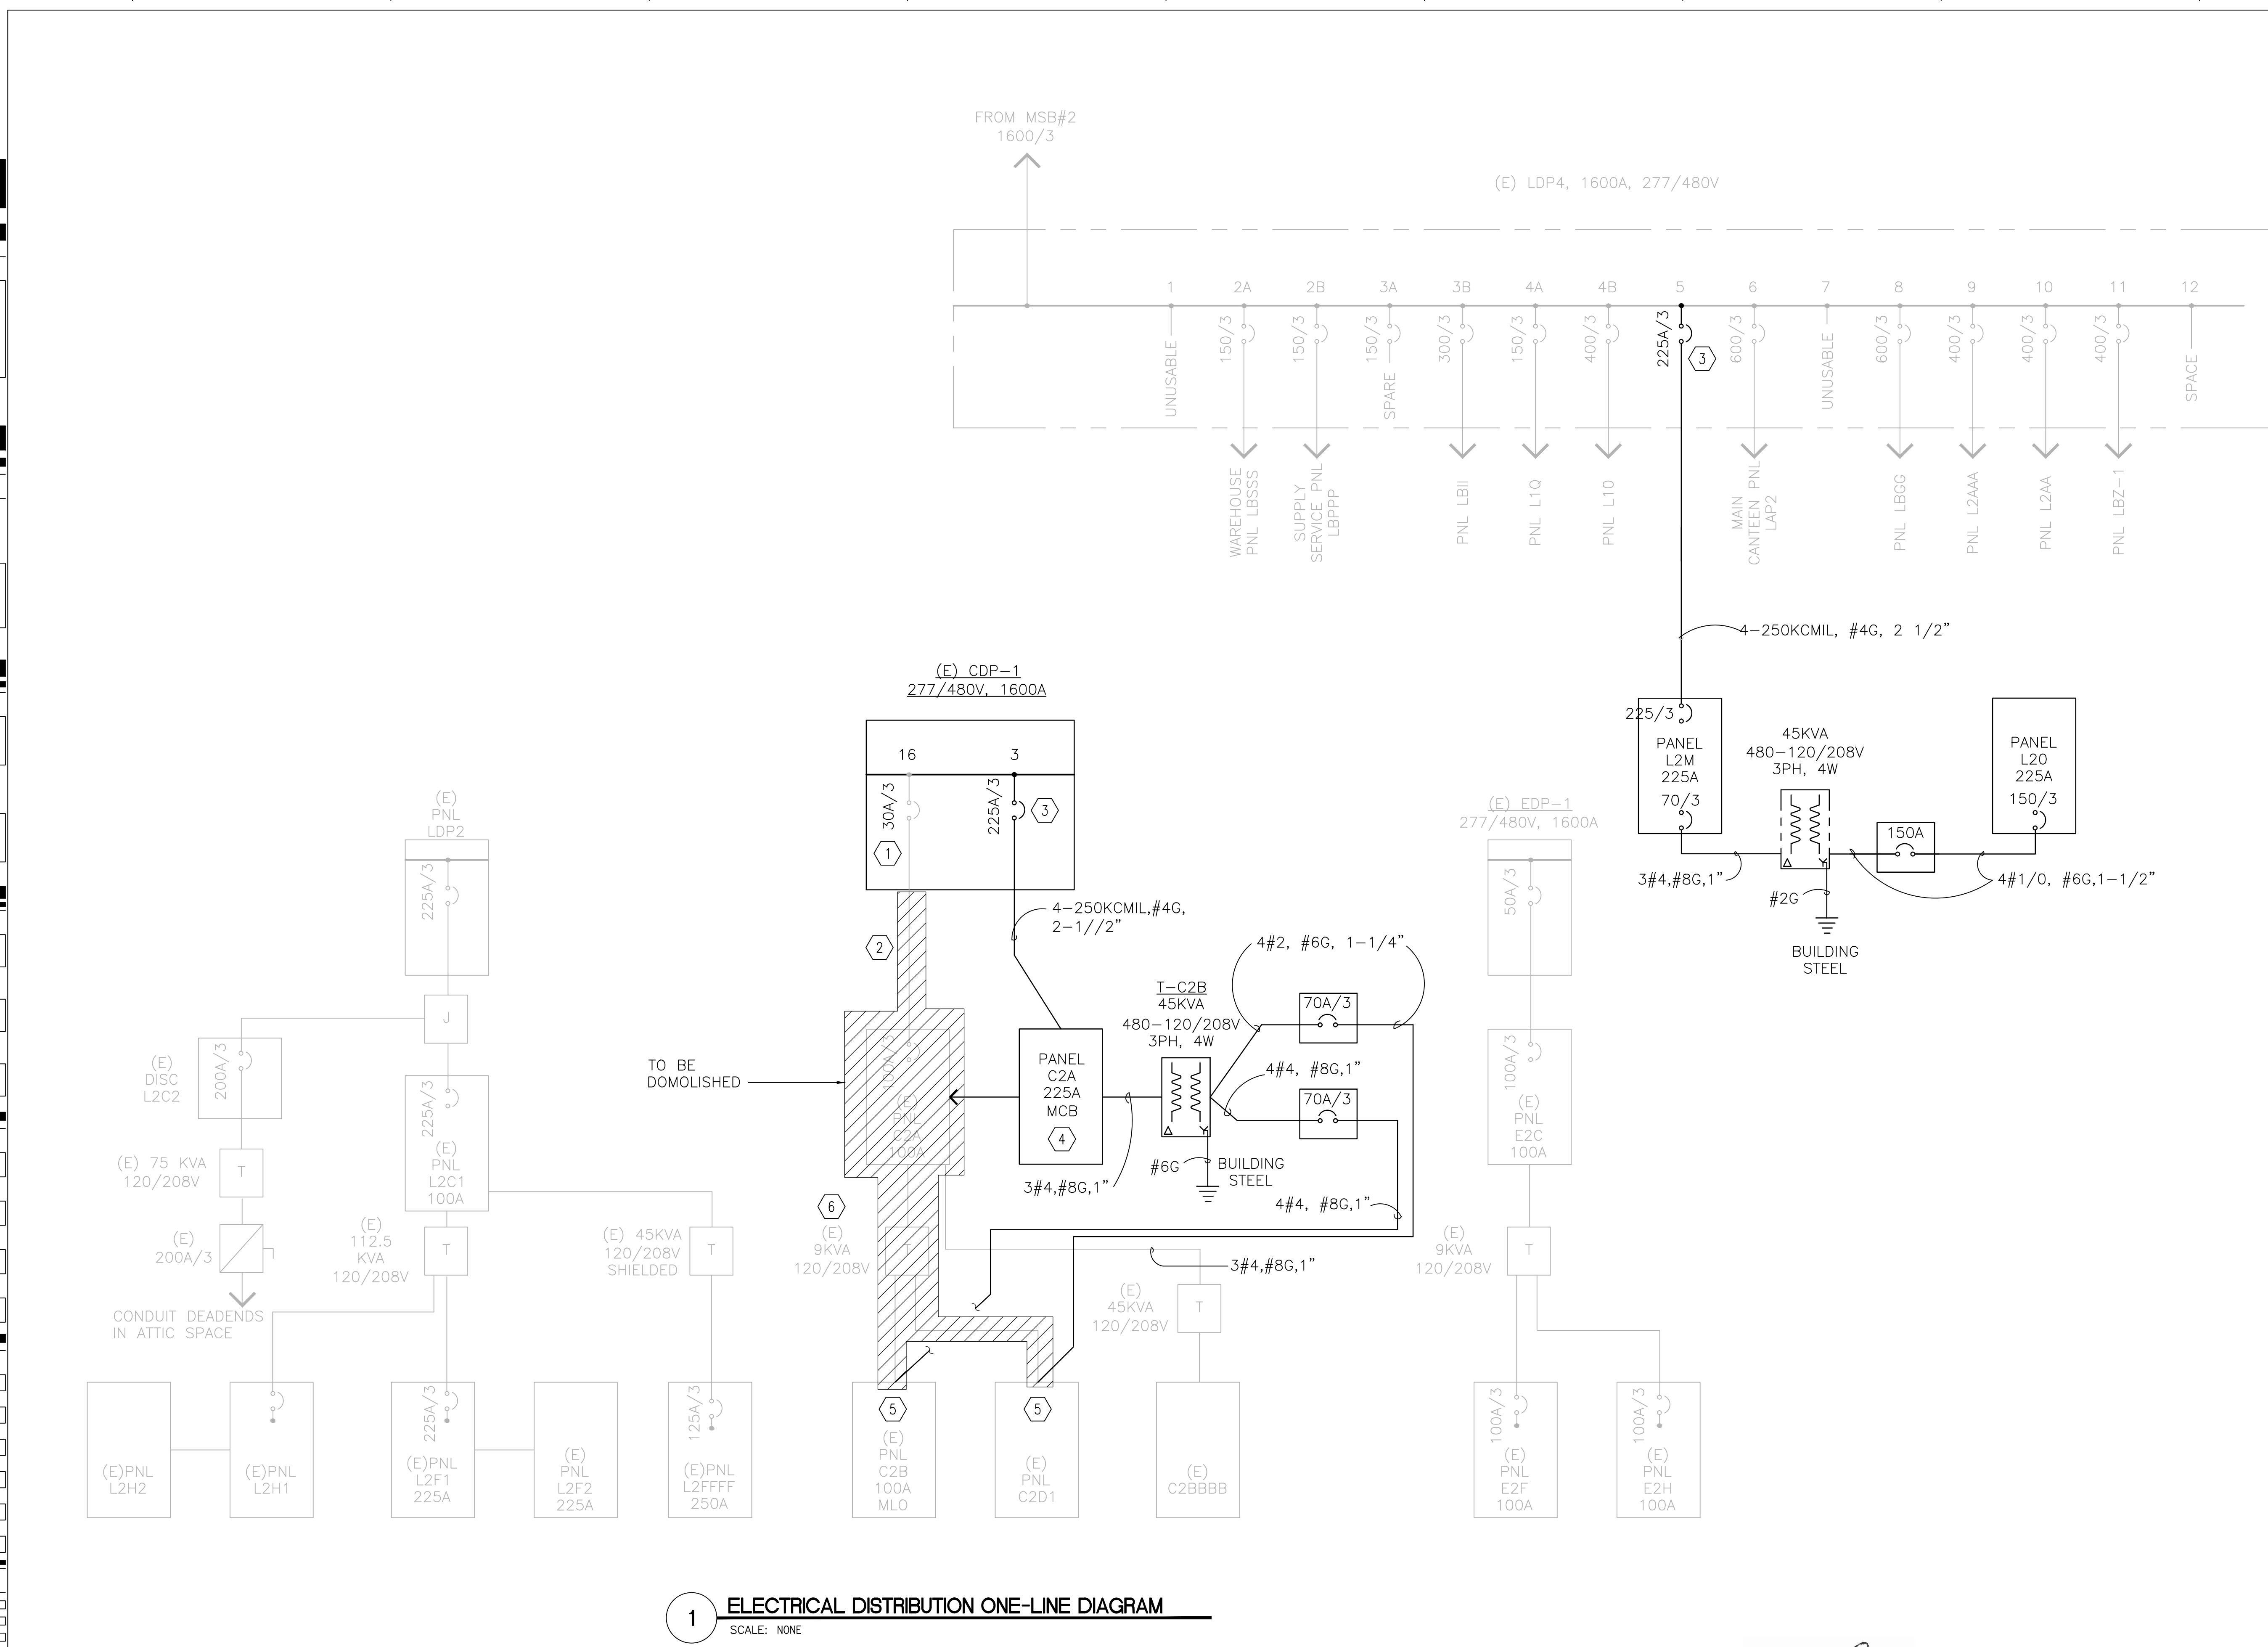 FROM MSB#2
1600/3
(E) LDP4, 1600A, 277/480V
1
2A
2B
3A
3B
4A
4B
5
6
7
8
9
10
11
12
UNUSABLE
150/3
150/3
150/3
SPARE
300/3
150/3
400/3
225A/3
3
600/3
UNUSABLE
600/3
400/3
400/3
400/3
SPACE
WAREHOUSE
PNL LBSSS
SUPPLY
SERVICE PNL
LBPPP
PNL LBII
PNL L1Q
PNL L10
MAIN
CANTEEN PNL
LAP2
PNL LBGG
PNL L2AAA
PNL L2AA
PNL LBZ-1
4-250KCMIL, #4G, 2 1/2"
225/3
PANEL
L2M
225A
70/3
45KVA
480-120/208V
3PH, 4W
150A
PANEL
L20
225A
150/3
3#4,#8G,1"
#2G
4#1/0, #6G,1-1/2"
BUILDING
STEEL
(E) CDP-1
277/480V, 1600A
16
3
30A/3
225A/3
3
1
2
4-250KCMIL,#4G,
2-1//2"
TO BE
DOMOLISHED
100A/3
(E)
PNL
C2A
100A
PANEL
C2A
225A
MCB
4
3#4,#8G,1"
T-C2B
45KVA
480-120/208V
3PH, 4W
#6G
BUILDING
STEEL
4#2, #6G, 1-1/4"
70A/3
4#4, #8G,1"
70A/3
4#4, #8G,1"
3#4,#8G,1"
6
(E)
9KVA
120/208V
T
(E)
45KVA
120/208V
T
5
(E)
PNL
C2B
100A
MLO
5
(E)
PNL
C2D1
(E)
C2BBBB
(E)
PNL
LDP2
225A/3
J
(E)
DISC
L2C2
200A/3
225A/3
(E)
PNL
L2C1
100A
(E) 75 KVA
120/208V
T
(E)
200A/3
CONDUIT DEADENDS
IN ATTIC SPACE
(E)
112.5
KVA
120/208V
T
(E) 45KVA
120/208V
SHIELDED
T
(E)PNL
L2H2
(E)PNL
L2H1
225A/3
(E)PNL
L2F1
225A
(E)
PNL
L2F2
225A
125A/3
(E)PNL
L2FFFF
250A
(E) EDP-1
277/480V, 1600A
50A/3
100A/3
(E)
PNL
E2C
100A
(E)
9KVA
120/208V
T
100A/3
(E)
PNL
E2F
100A
100A/3
(E)
PNL
E2H
100A
1
ELECTRICAL DISTRIBUTION ONE-LINE DIAGRAM
SCALE: NONE